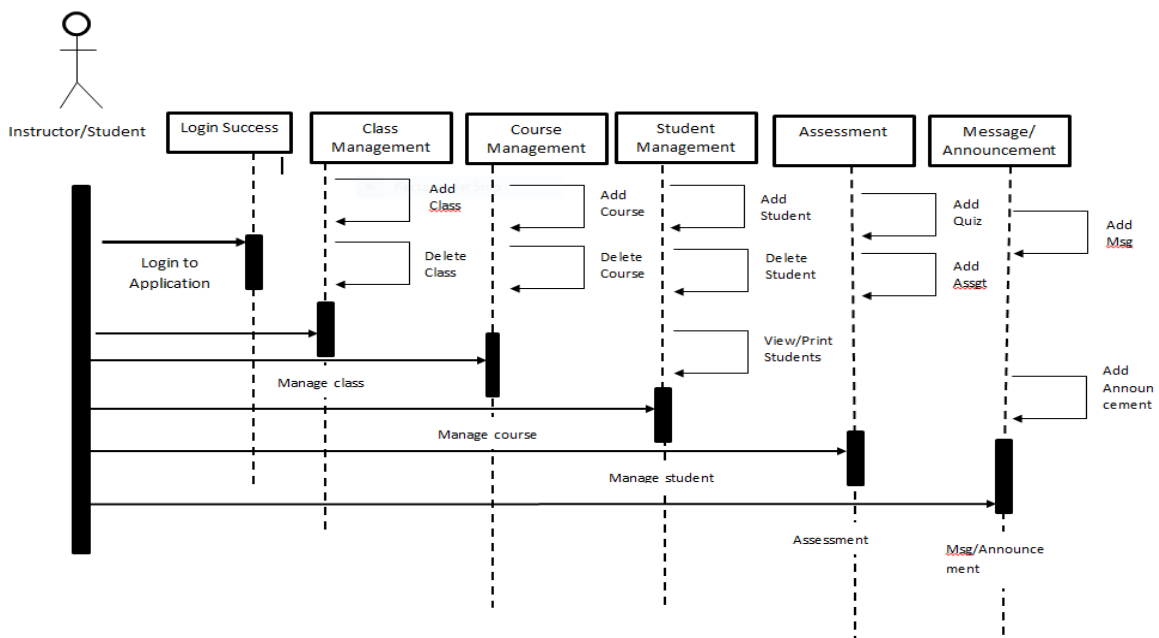 Instructor/Student
Login Success
Class
Management
Course
Management
Student
Management
Assessment
Message/
Announcement
Add
Class
Add
Course
Add
Student
Add
Quiz
Add
Msg
Login to
Application
Delete
Class
Delete
Course
Delete
Student
Add
Assgt
View/Print
Students
Manage class
Add
Announ
cement
Manage course
Manage student
Assessment
Msg/Announce
ment